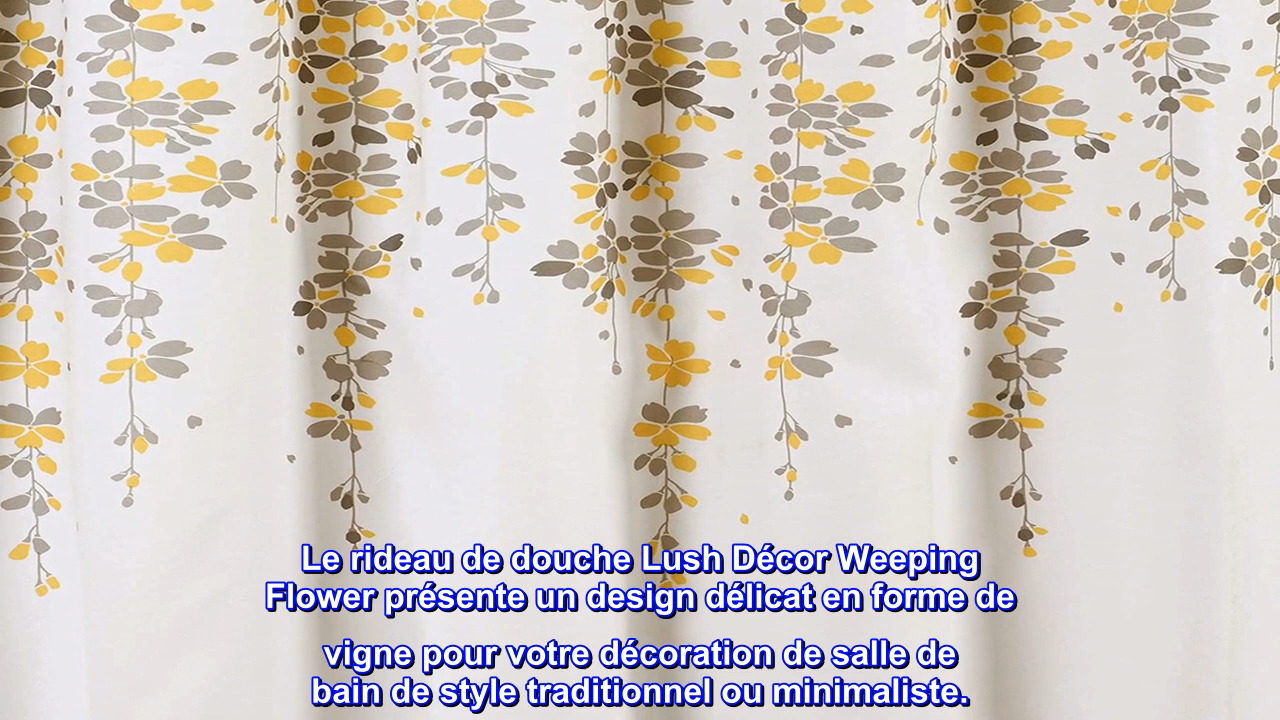 Le rideau de douche Lush Décor Weeping
Flower présente un design délicat en forme de
vigne pour votre décoration de salle de
bain de style traditionnel ou minimaliste.